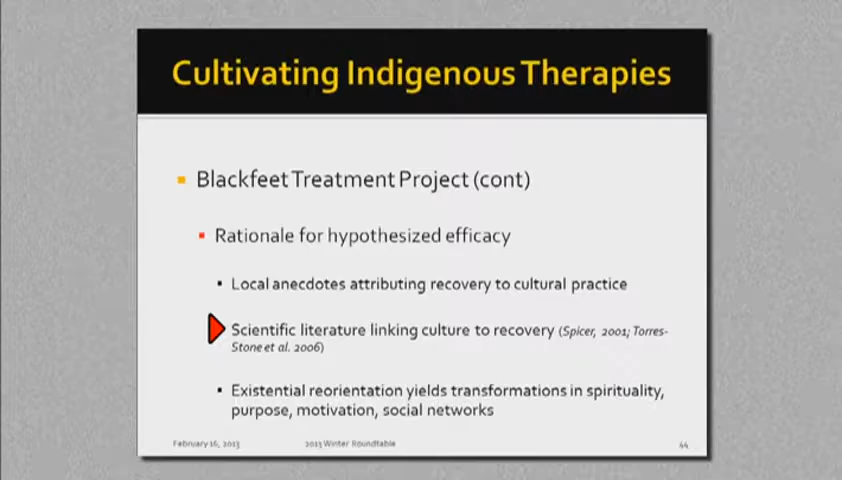 Cultivating Indigenous Therapies
Blackfeet Treatment Project (cont)
Rationale for hypothesized efficacy
Local anecdotes attributing recovery to cultural practice
Scientific literature linking culture to recovery (Spicer, 2001; Torres-
Stone et al. 2006)
Existential reorientation yields transformations in spirituality,
purpose, motivation, social networks
February 16, 2013 2013 Winter Roundtable 44